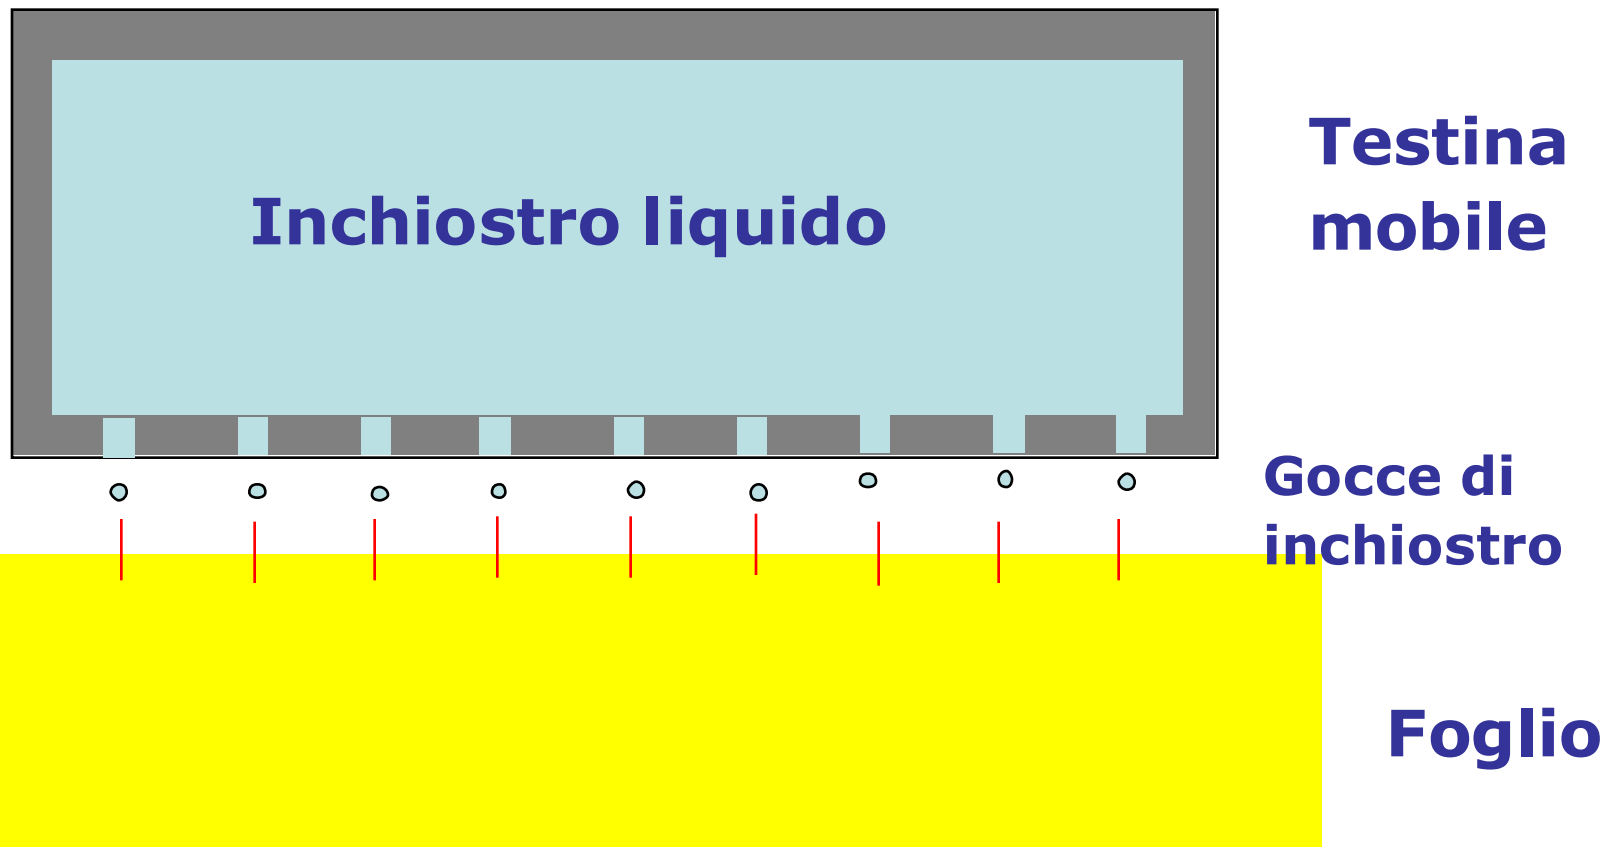 Testina
mobile
Inchiostro liquido
Gocce di
inchiostro
Foglio